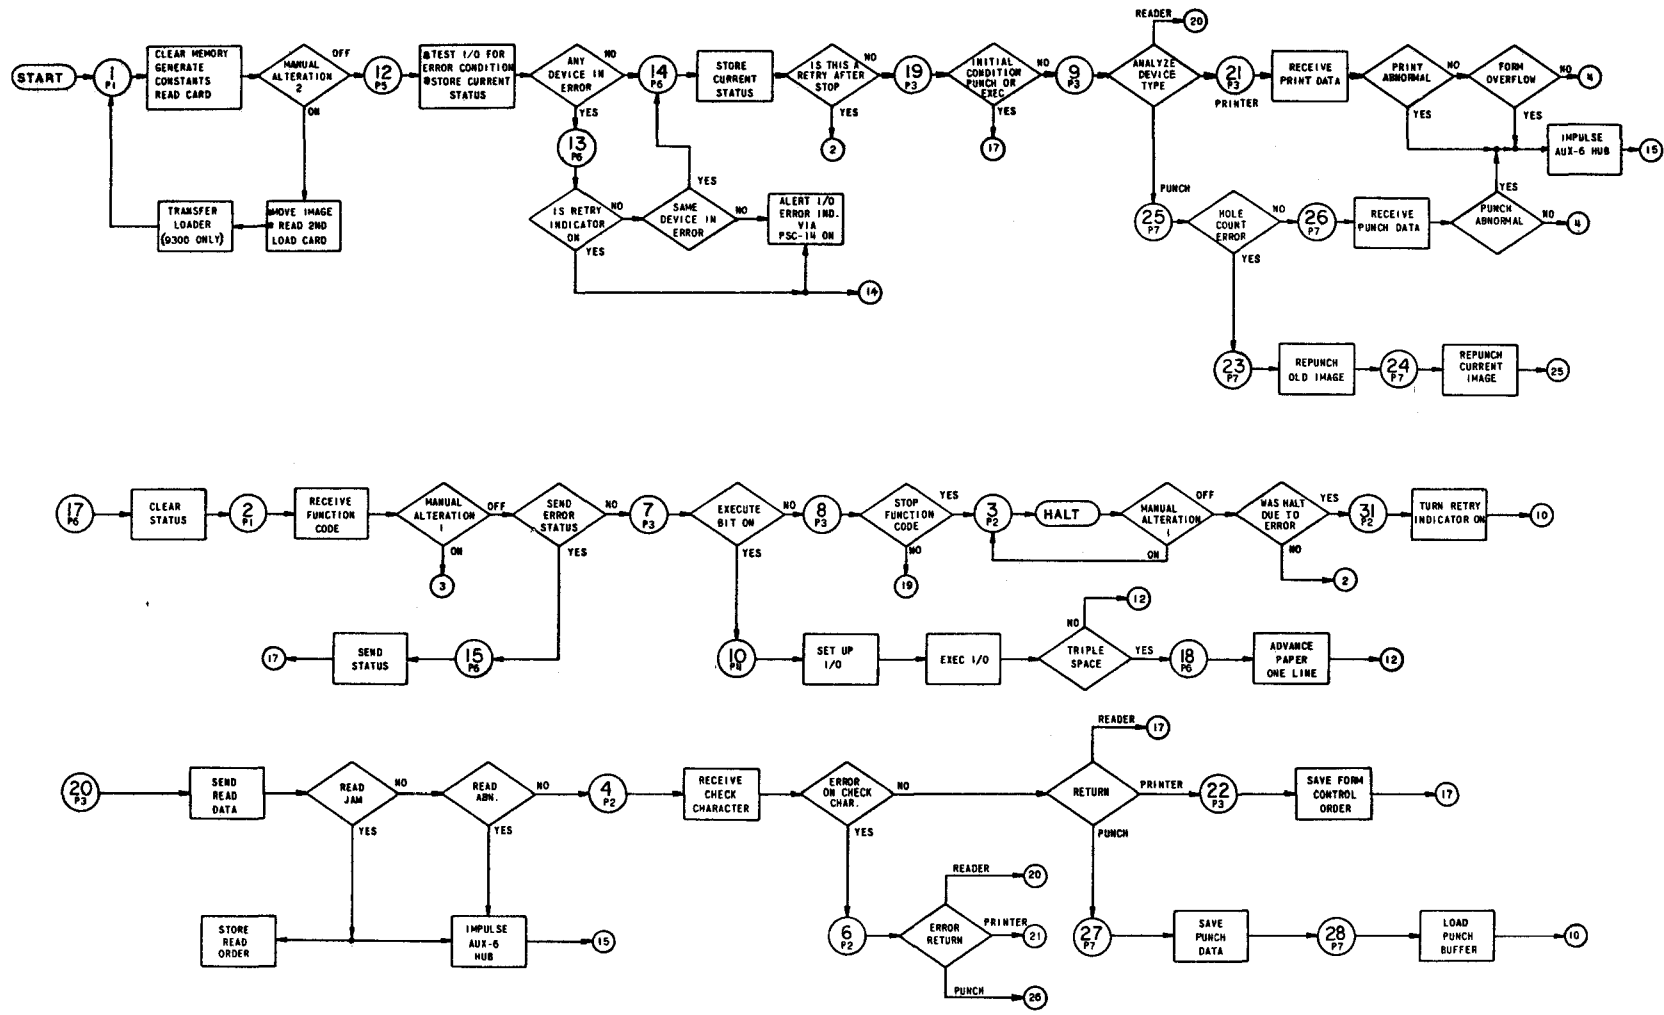 START
1
P1
CLEAR MEMORY
GENERATE
CONSTANTS
READ CARD
MANUAL
ALTERATION
2
OFF
ON
12
P5
TEST I/O FOR
ERROR CONDITION
STORE CURRENT
STATUS
ANY
DEVICE IN
ERROR
NO
YES
14
P6
STORE
CURRENT
STATUS
IS THIS A
RETRY AFTER
STOP
NO
YES
2
19
P3
INITIAL
CONDITION
PUNCH OR
EXEC
NO
YES
17
9
P3
ANALYZE
DEVICE
TYPE
READER
20
21
P3
PRINTER
RECEIVE
PRINT DATA
PRINT
ABNORMAL
NO
YES
FORM
OVERFLOW
NO
4
YES
IMPULSE
AUX-6 HUB
15
13
P6
IS RETRY
INDICATOR
ON
NO
YES
SAME
DEVICE IN
ERROR
YES
NO
ALERT I/O
ERROR IND.
VIA
PSC-14 ON
14
TRANSFER
LOADER
(9300 ONLY)
MOVE IMAGE
READ 2ND
LOAD CARD
PUNCH
25
P7
HOLE
COUNT
ERROR
NO
YES
26
P7
RECEIVE
PUNCH DATA
YES
PUNCH
ABNORMAL
NO
4
23
P7
REPUNCH
OLD IMAGE
24
P7
REPUNCH
CURRENT
IMAGE
25
17
P6
CLEAR
STATUS
2
P1
RECEIVE
FUNCTION
CODE
MANUAL
ALTERATION
1
OFF
ON
3
SEND
ERROR
STATUS
NO
YES
7
P3
EXECUTE
BIT ON
NO
YES
8
P3
STOP
FUNCTION
CODE
YES
NO
19
3
P2
HALT
MANUAL
ALTERATION
1
OFF
ON
WAS HALT
DUE TO
ERROR
YES
NO
2
31
P2
TURN RETRY
INDICATOR ON
10
17
SEND
STATUS
15
P6
10
P4
SET UP
I/O
EXEC I/O
TRIPLE
SPACE
NO
12
YES
18
P6
ADVANCE
PAPER
ONE LINE
12
20
P3
SEND
READ
DATA
READ
JAM
NO
YES
READ
ABN.
NO
YES
4
P2
RECEIVE
CHECK
CHARACTER
ERROR
ON CHECK
CHAR.
NO
YES
RETURN
READER
17
PRINTER
PUNCH
22
P3
SAVE FORM
CONTROL
ORDER
17
STORE
READ
ORDER
IMPULSE
AUX-6
HUB
15
6
P2
ERROR
RETURN
READER
20
PRINTER
21
PUNCH
26
27
P7
SAVE
PUNCH
DATA
28
P7
LOAD
PUNCH
BUFFER
10